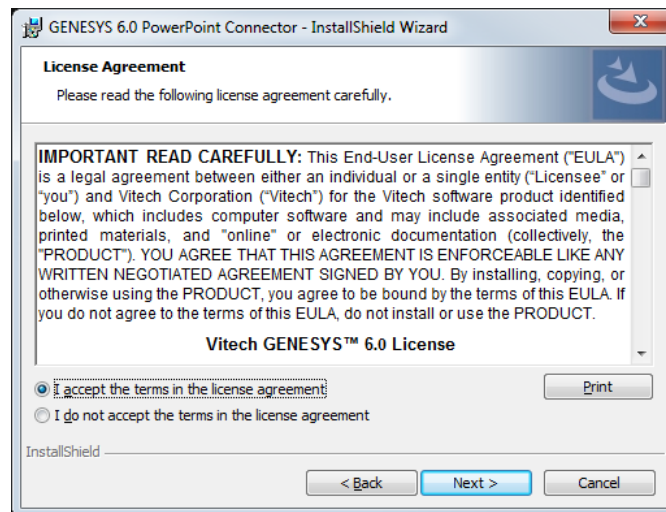 GENESYS 6.0 PowerPoint Connector - InstallShield Wizard
License Agreement
Please read the following license agreement carefully.
IMPORTANT READ CAREFULLY: This End-User License Agreement ("EULA")
is a legal agreement between either an individual or a single entity (“Licensee” or
“you”) and Vitech Corporation (“Vitech”) for the Vitech software product identified
below, which includes computer software and may include associated media,
printed materials, and "online" or electronic documentation (collectively, the
"PRODUCT"). YOU AGREE THAT THIS AGREEMENT IS ENFORCEABLE LIKE ANY
WRITTEN NEGOTIATED AGREEMENT SIGNED BY YOU. By installing, copying, or
otherwise using the PRODUCT, you agree to be bound by the terms of this EULA. If
you do not agree to the terms of this EULA, do not install or use the PRODUCT.
Vitech GENESYS™ 6.0 License
I accept the terms in the license agreement
Print
I do not accept the terms in the license agreement
InstallShield
< Back
Next >
Cancel